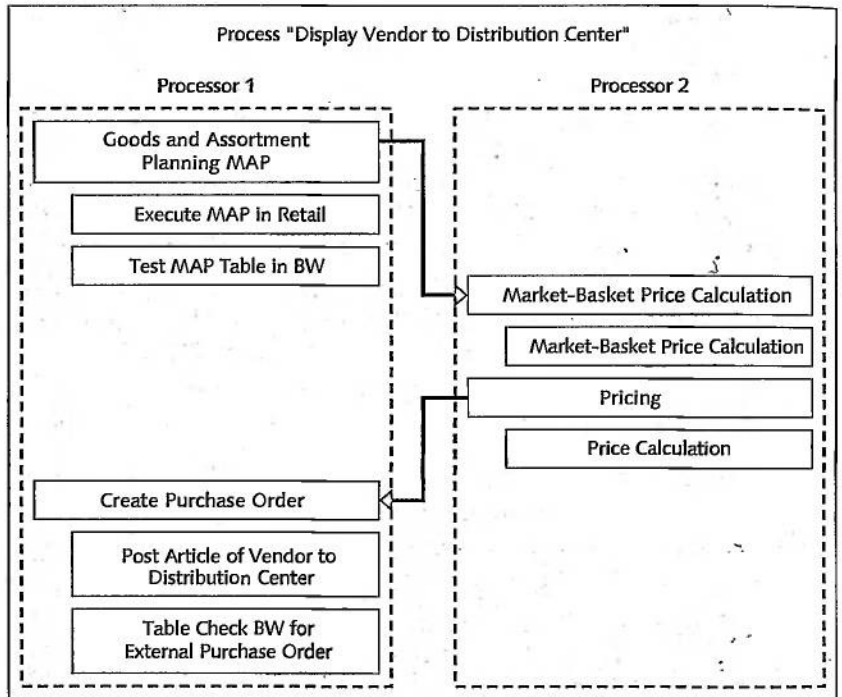 Process "Display Vendor to Distribution Center"
Processor 1
Processor 2
Goods and Assortment
Planning MAP
Execute MAP in Retail
Test MAP Table in BW
Market-Basket Price Calculation
Market-Basket Price Calculation
Pricing
Price Calculation
Create Purchase Order
Post Article of Vendor to
Distribution Center
Table Check BW for
External Purchase Order